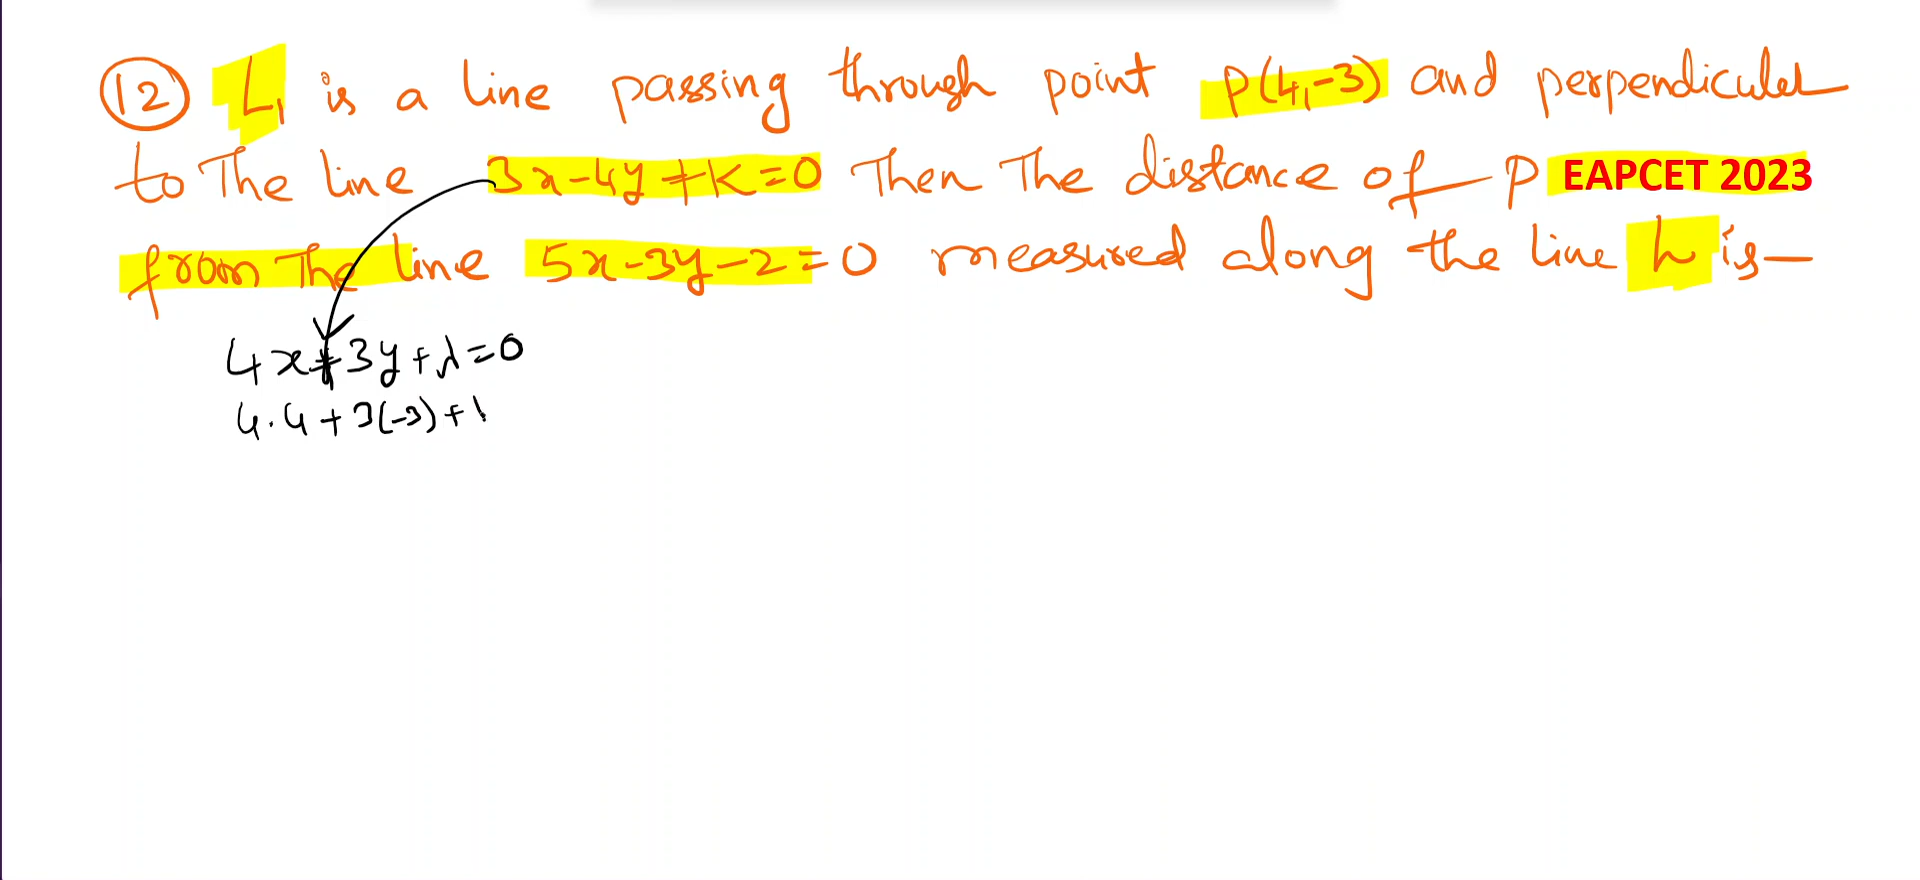 12 L1 is a line passing through point P(4,-3) and perpendicular
to The line 3x-4y+K=0 Then The distance of P EAPCET 2023
from The line 5x-3y-2=0 measured along the line L is—
4x+3y+λ=0
4.4+3(-3)+